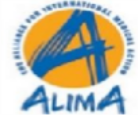 THE ALLIANCE FOR INTERNATIONAL MEDICAL ACTION
ALIMA